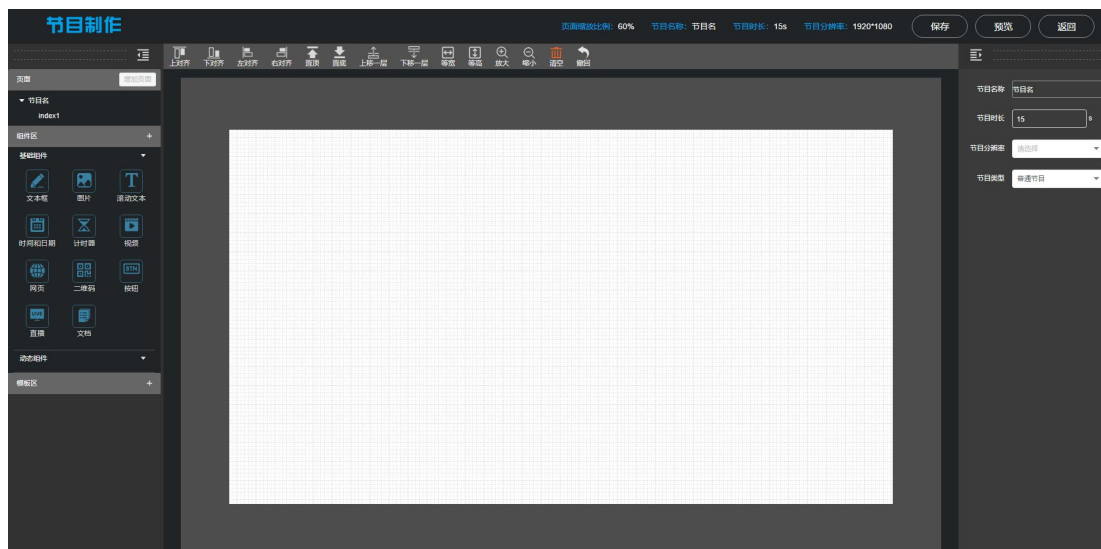 节目制作
页面缩放比例: 60% 节目名称: 节目名 节目时长: 15s 节目分辨率: 1920*1080 保存 预览 返回
上对齐 下对齐 左对齐 右对齐 置顶 置底 上移一层 下移一层 等宽 等高 放大 缩小 清空 撤回
页面 增加页面
节目名
index1
组件区 +
基础组件
文本框 图片 滚动文本
时间和日期 计时器 视频
BTN
网页 二维码 按钮
LIVE
直播 文档
动态组件
模板区 +
节目名称 节目名
节目时长 15 s
节目分辨率 请选择
节目类型 普通节目